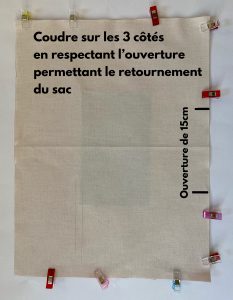 Coudre sur les 3 côtés
en respectant l'ouverture
permettant le retournement
du sac
Ouverture de 15cm